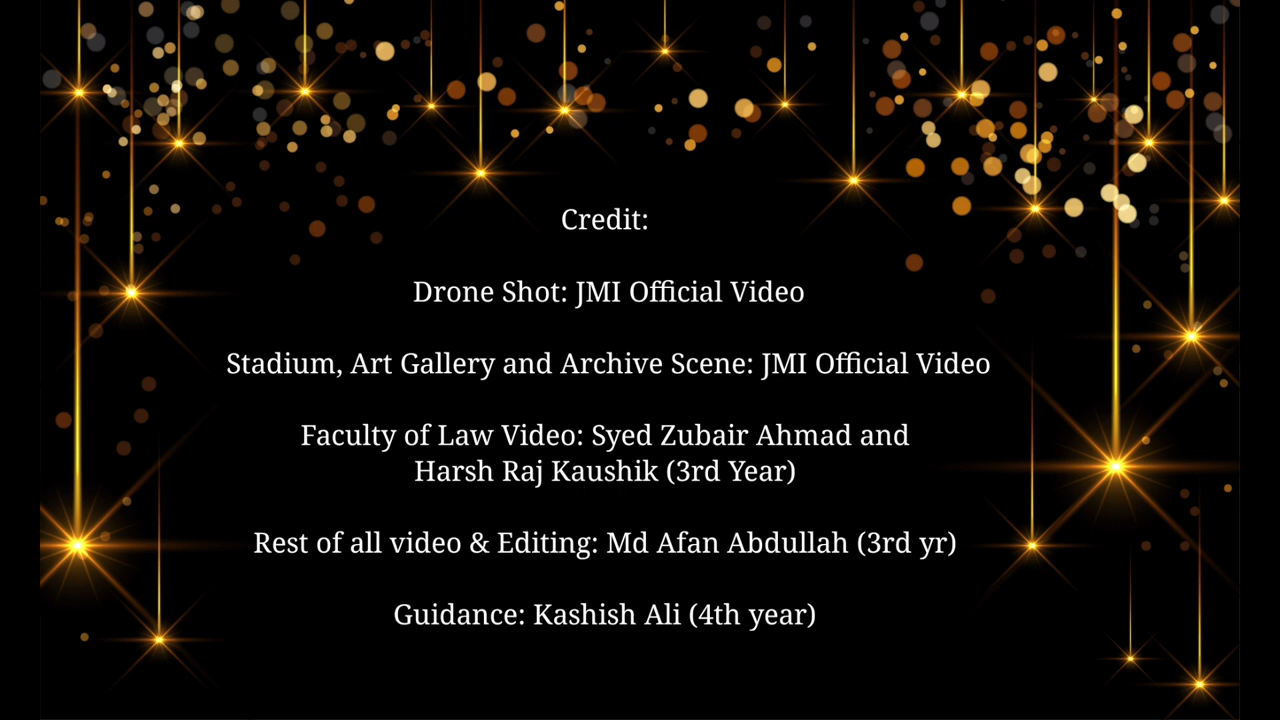 Credit:
Drone Shot: JMI Official Video
Stadium, Art Gallery and Archive Scene: JMI Official Video
Faculty of Law Video: Syed Zubair Ahmad and
Harsh Raj Kaushik (3rd Year)
Rest of all video & Editing: Md Afan Abdullah (3rd yr)
Guidance: Kashish Ali (4th year)